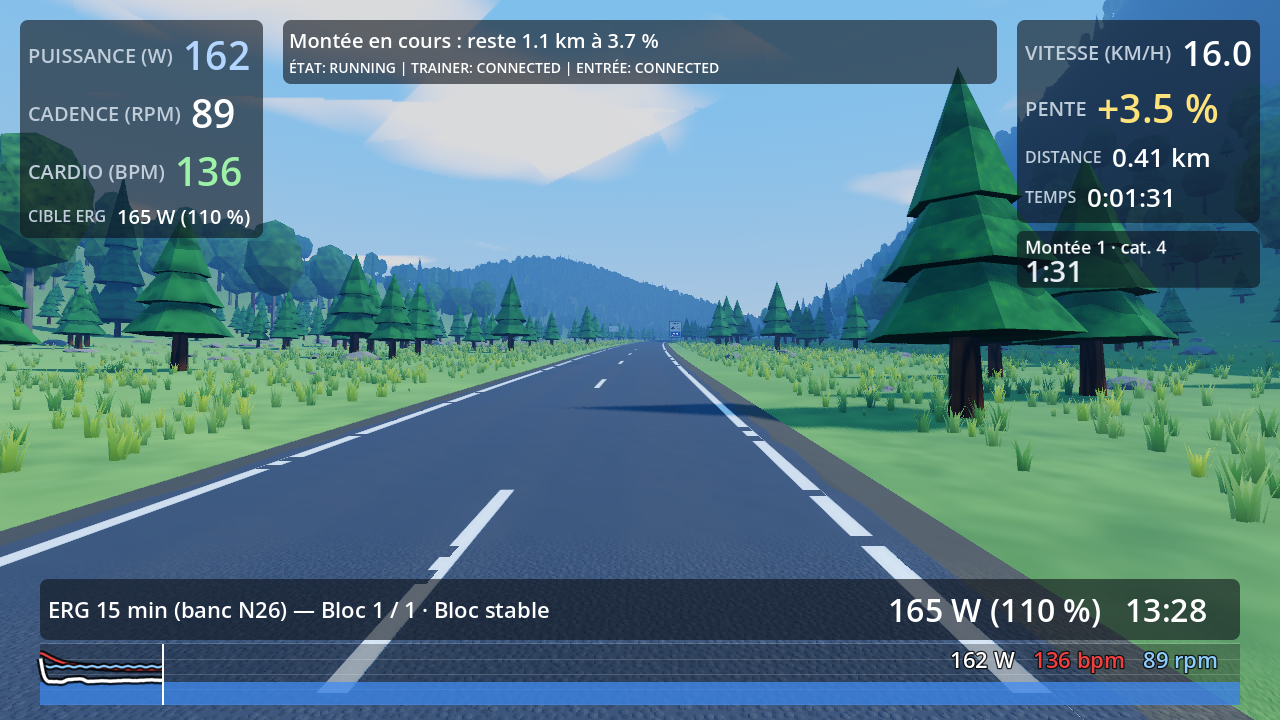 PUISSANCE (W) 162
CADENCE (RPM) 89
CARDIO (BPM) 136
CIBLE ERG 165 W (110 %)
Montée en cours : reste 1.1 km à 3.7 %
ÉTAT: RUNNING | TRAINER: CONNECTED | ENTRÉE: CONNECTED
VITESSE (KM/H) 16.0
PENTE +3.5 %
DISTANCE 0.41 km
TEMPS 0:01:31
Montée 1 · cat. 4
1:31
ERG 15 min (banc N26) — Bloc 1 / 1 · Bloc stable 165 W (110 %) 13:28
162 W 136 bpm 89 rpm